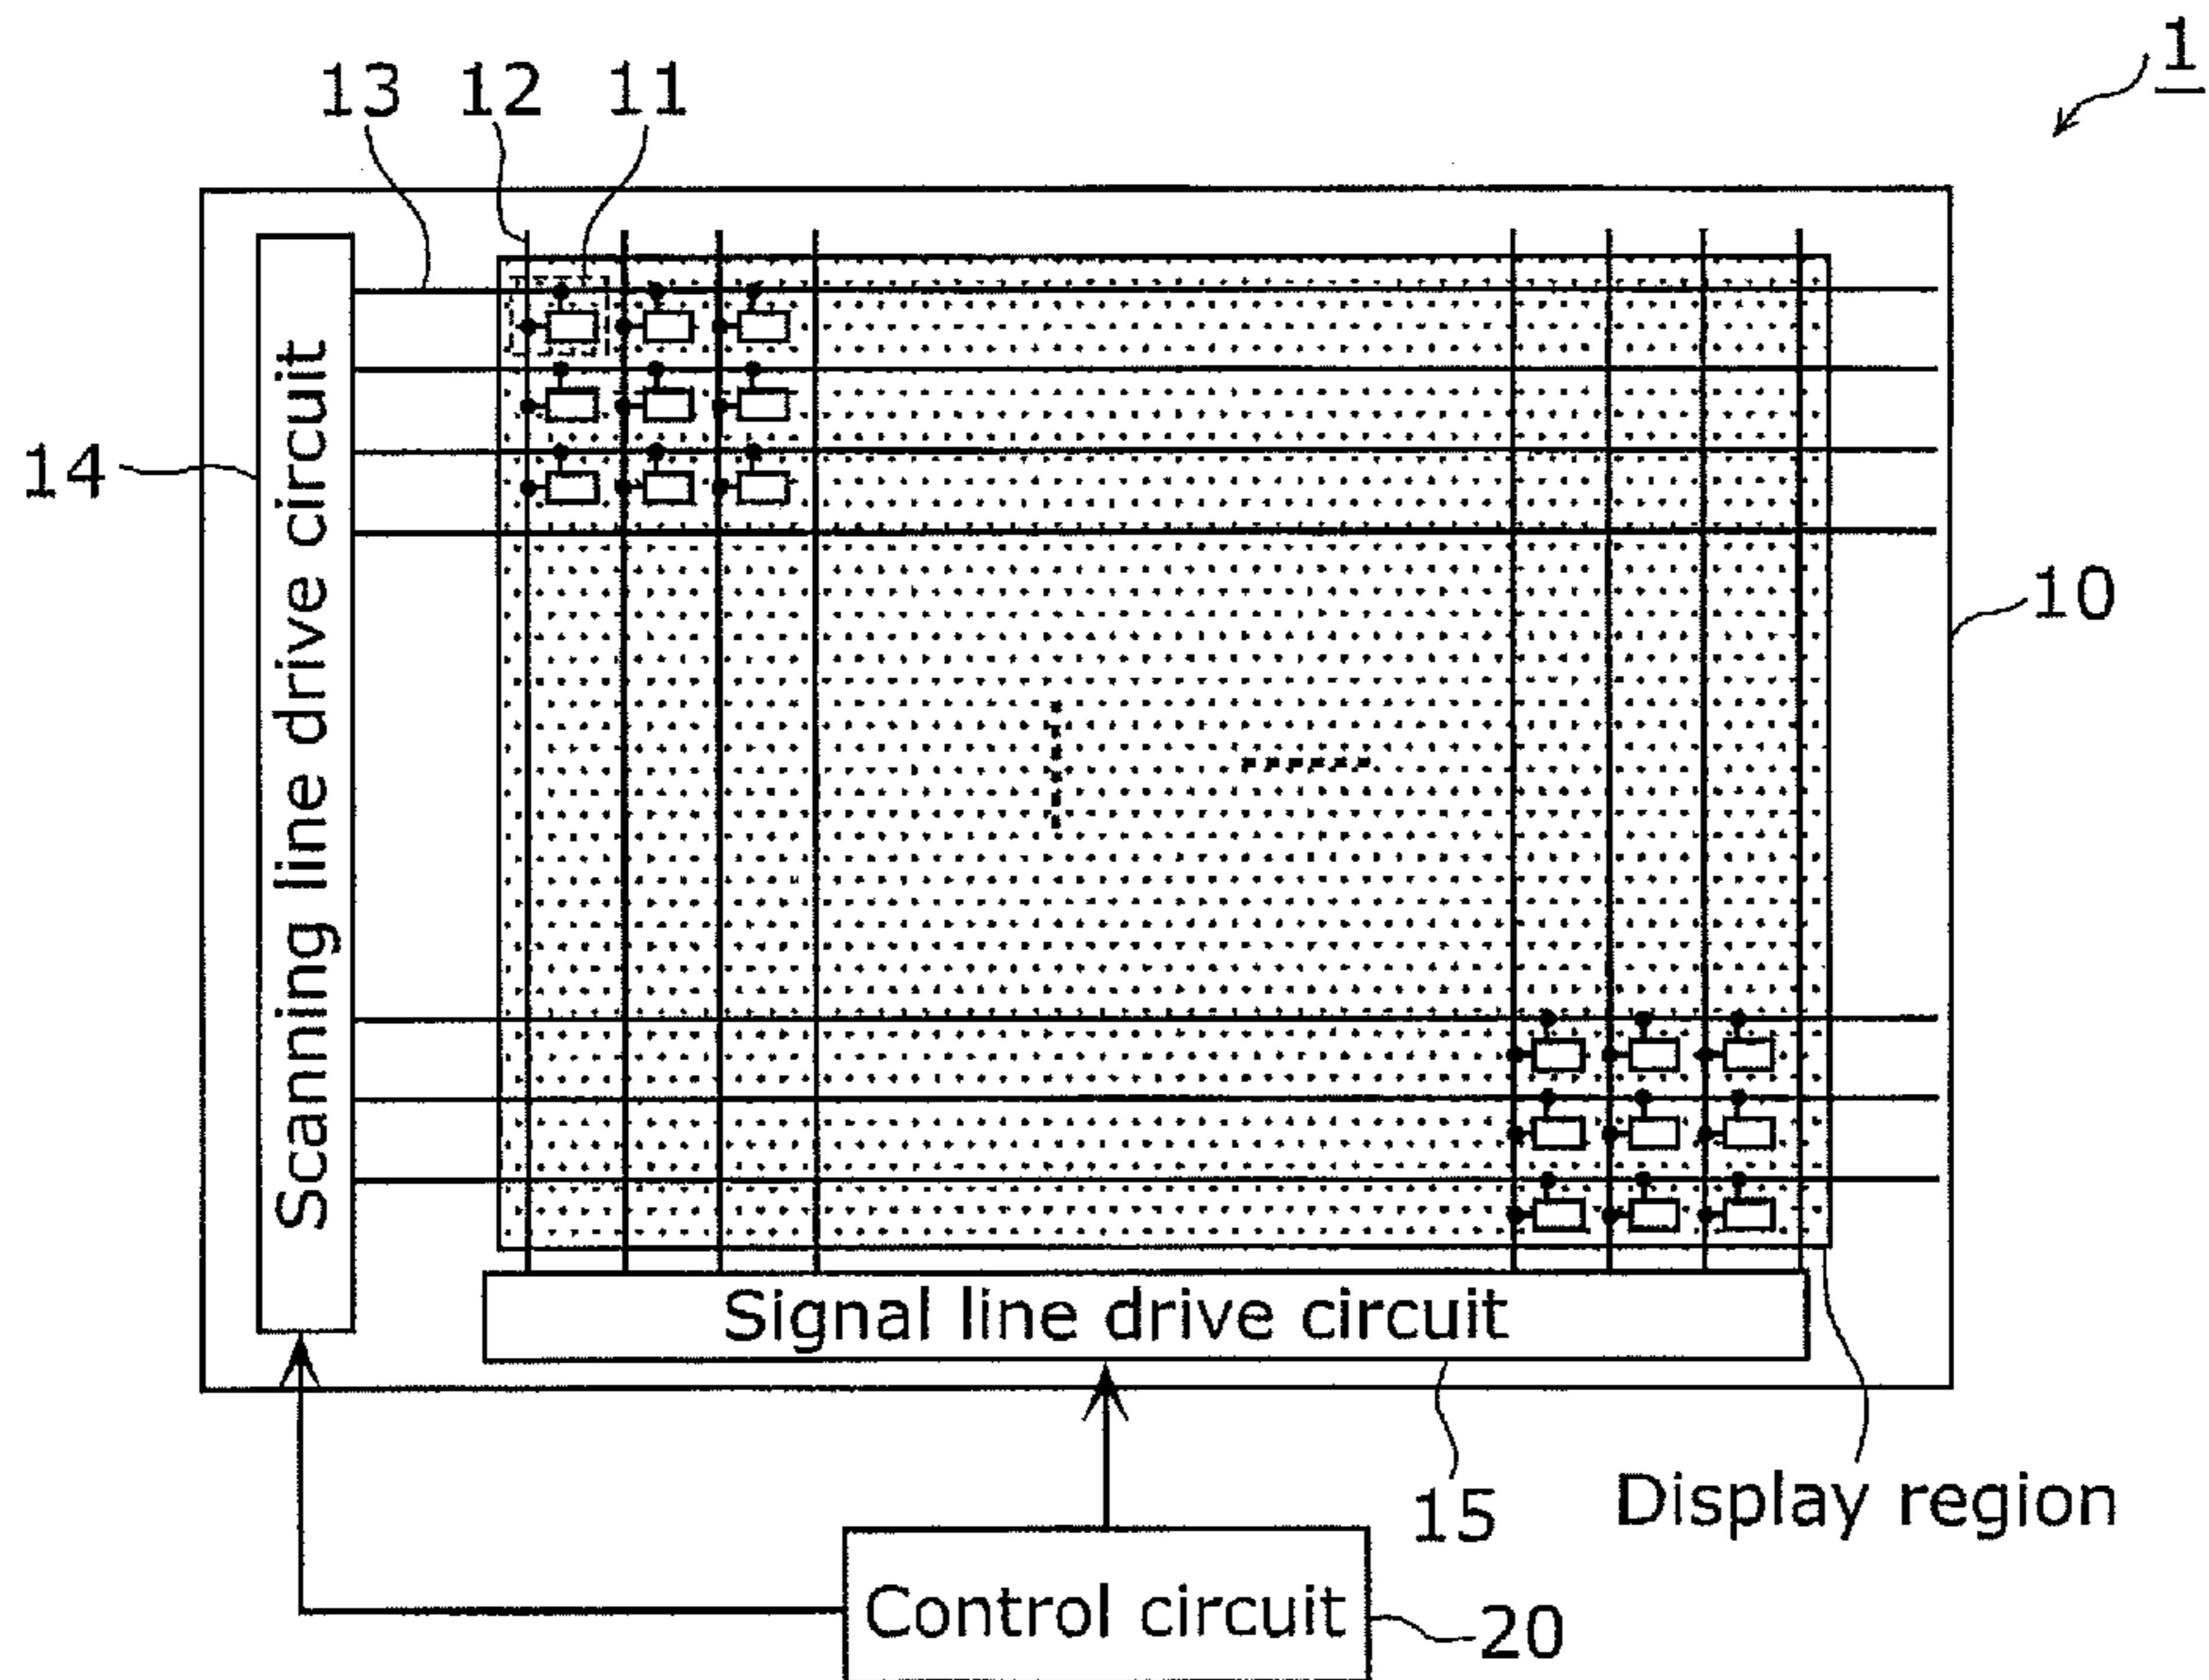 1
13 12 11
14
Scanning line drive circuit
10
Signal line drive circuit
15
Display region
Control circuit
20